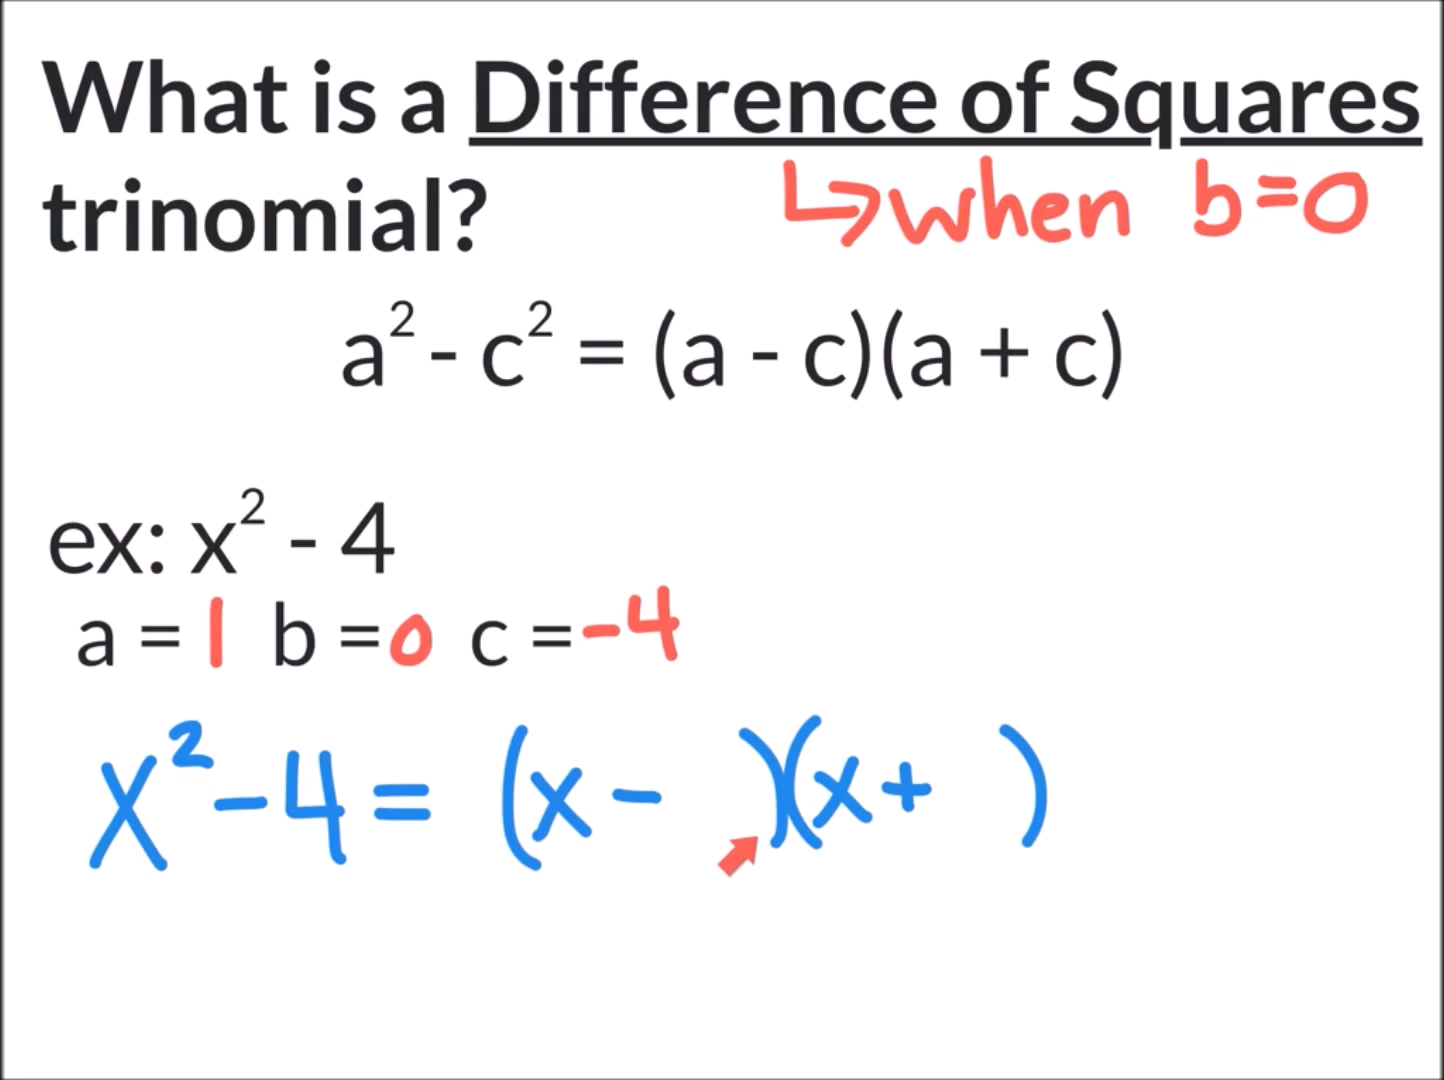 What is a Difference of Squares
trinomial?
↳when b=0
a² - c² = (a - c)(a + c)
ex: x² - 4
a = 1 b = 0 c = -4
x² - 4 = (x - )(x + )